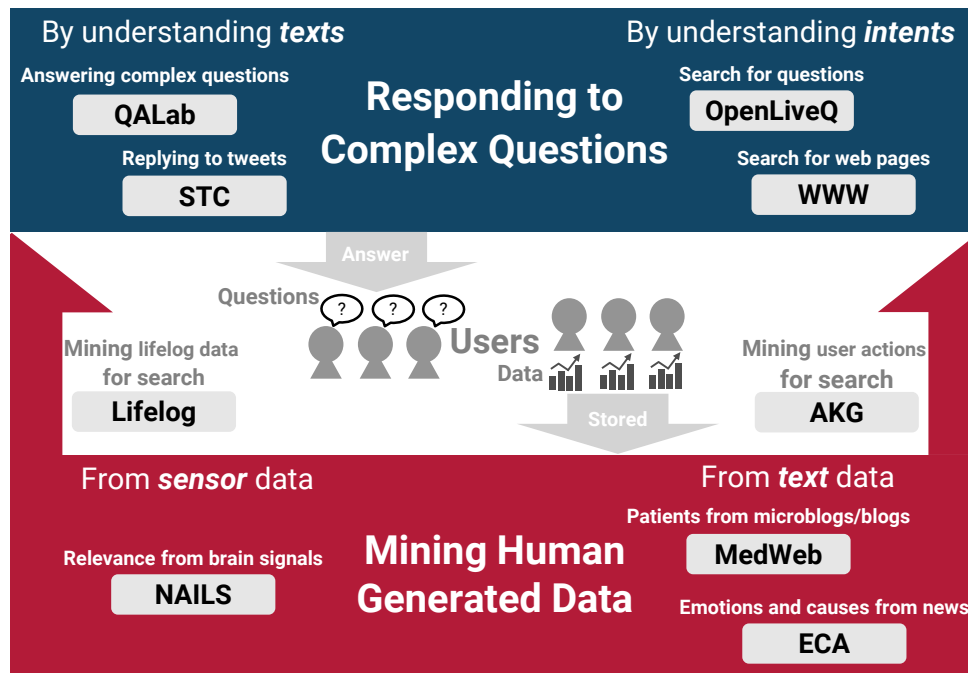 By understanding texts
Answering complex questions
QALab
Replying to tweets
STC
Responding to
Complex Questions
By understanding intents
Search for questions
OpenLiveQ
Search for web pages
WWW
Answer
Questions
? ? ?
Users
Data
Stored
Mining lifelog data
for search
Lifelog
Mining user actions
for search
AKG
From sensor data
Relevance from brain signals
NAILS
Mining Human
Generated Data
From text data
Patients from microblogs/blogs
MedWeb
Emotions and causes from news
ECA